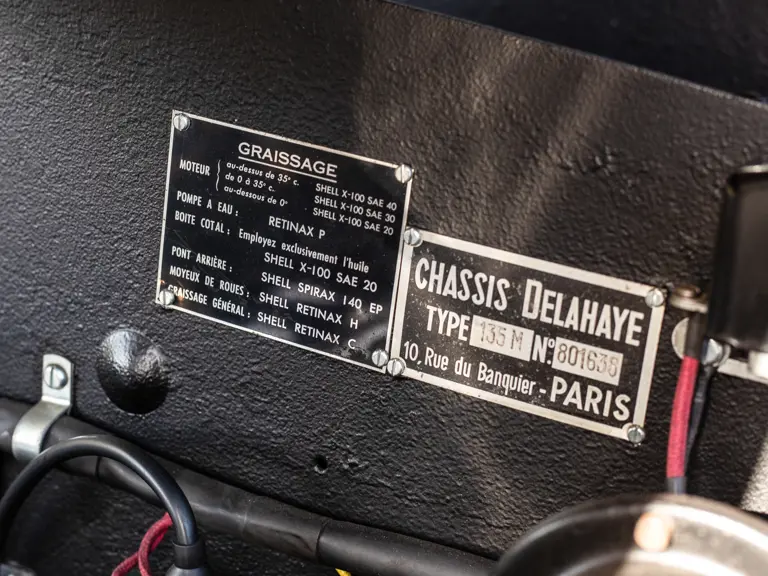 GRAISSAGE
MOTEUR { au-dessus de 35° c. SHELL X-100 SAE 40
de 0 à 35° c. SHELL X-100 SAE 30
au-dessous de 0° SHELL X-100 SAE 20
POMPE À EAU : RETINAX P
BOITE COTAL : Employez exclusivement l'huile
SHELL X-100 SAE 20
PONT ARRIÈRE : SHELL SPIRAX 140 EP
MOYEUX DE ROUES : SHELL RETINAX H
GRAISSAGE GÉNÉRAL : SHELL RETINAX C
CHASSIS DELAHAYE
TYPE 135 M N° 801638
10, Rue du Banquier - PARIS